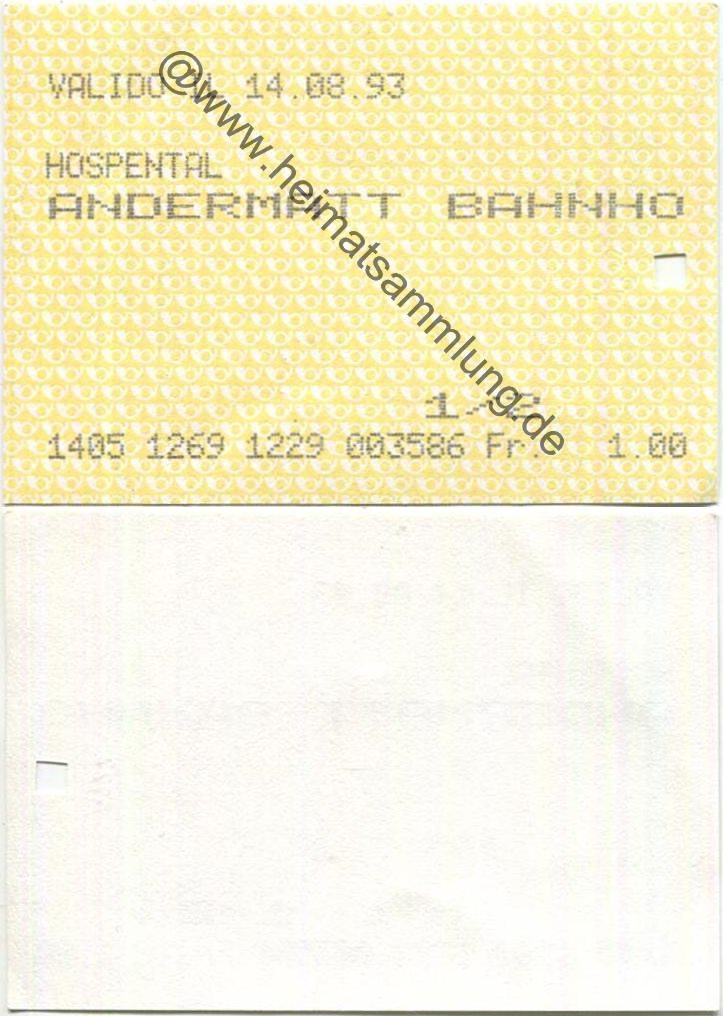 VALIDO IL 14.08.93
HOSPENTAL
ANDERMATT BAHNHO
1/2
1405 1269 1229 003586 Fr 1.00
@www.heimatsammlung.de